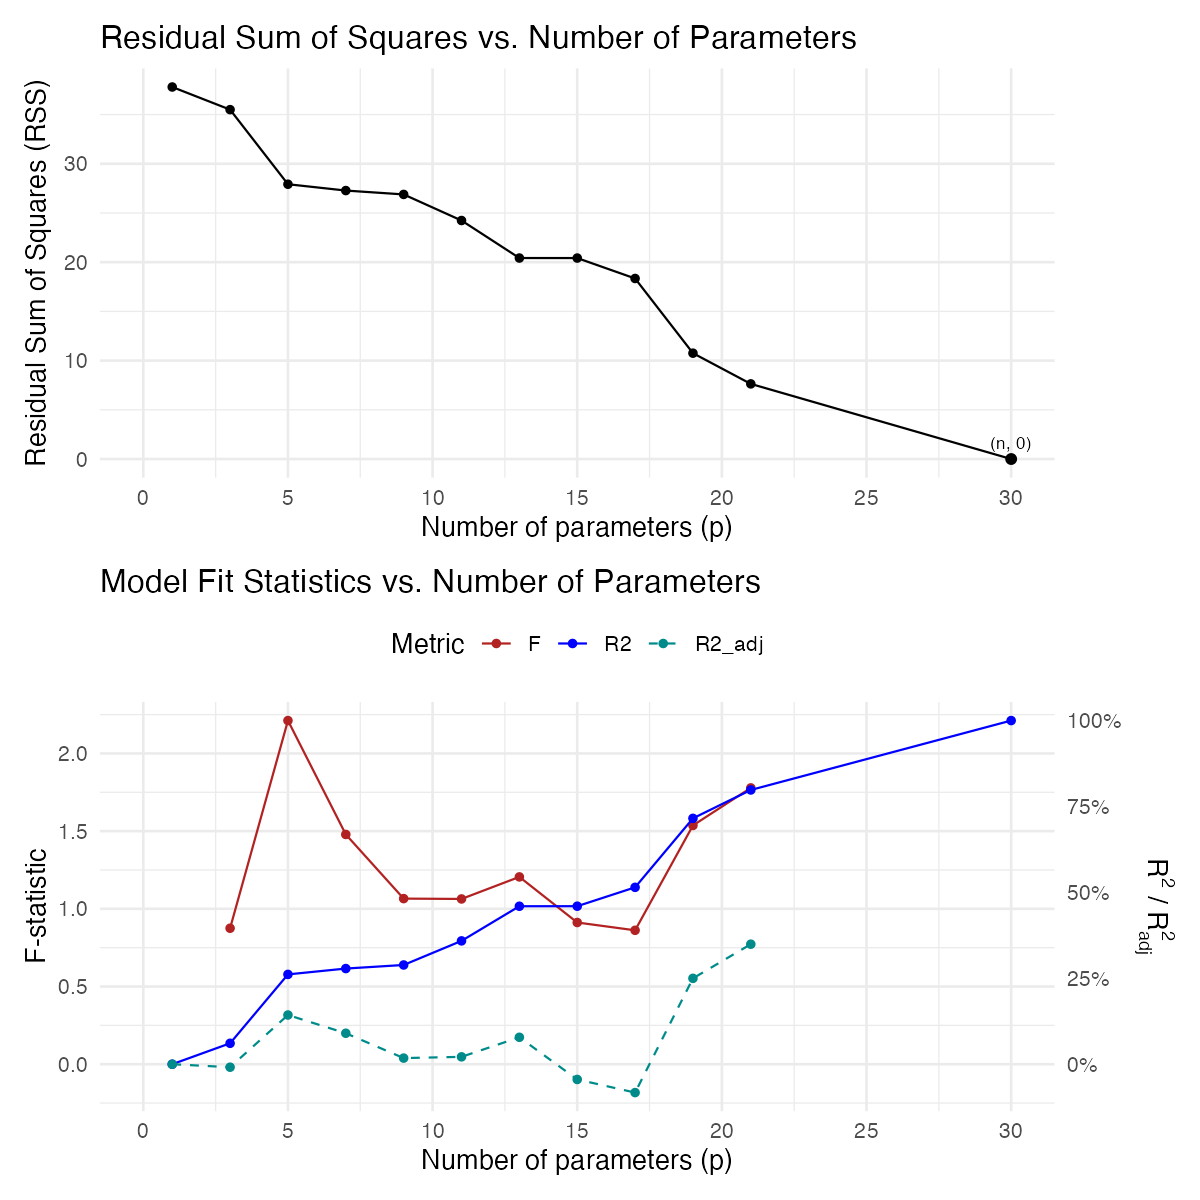 Residual Sum of Squares vs. Number of Parameters
Residual Sum of Squares (RSS)
30
20
10
0
(n, 0)
0 5 10 15 20 25 30
Number of parameters (p)
Model Fit Statistics vs. Number of Parameters
Metric F R2 R2_adj
F-statistic
2.0
1.5
1.0
0.5
0.0
100%
75%
50%
25%
0%
R² / R²adj
0 5 10 15 20 25 30
Number of parameters (p)